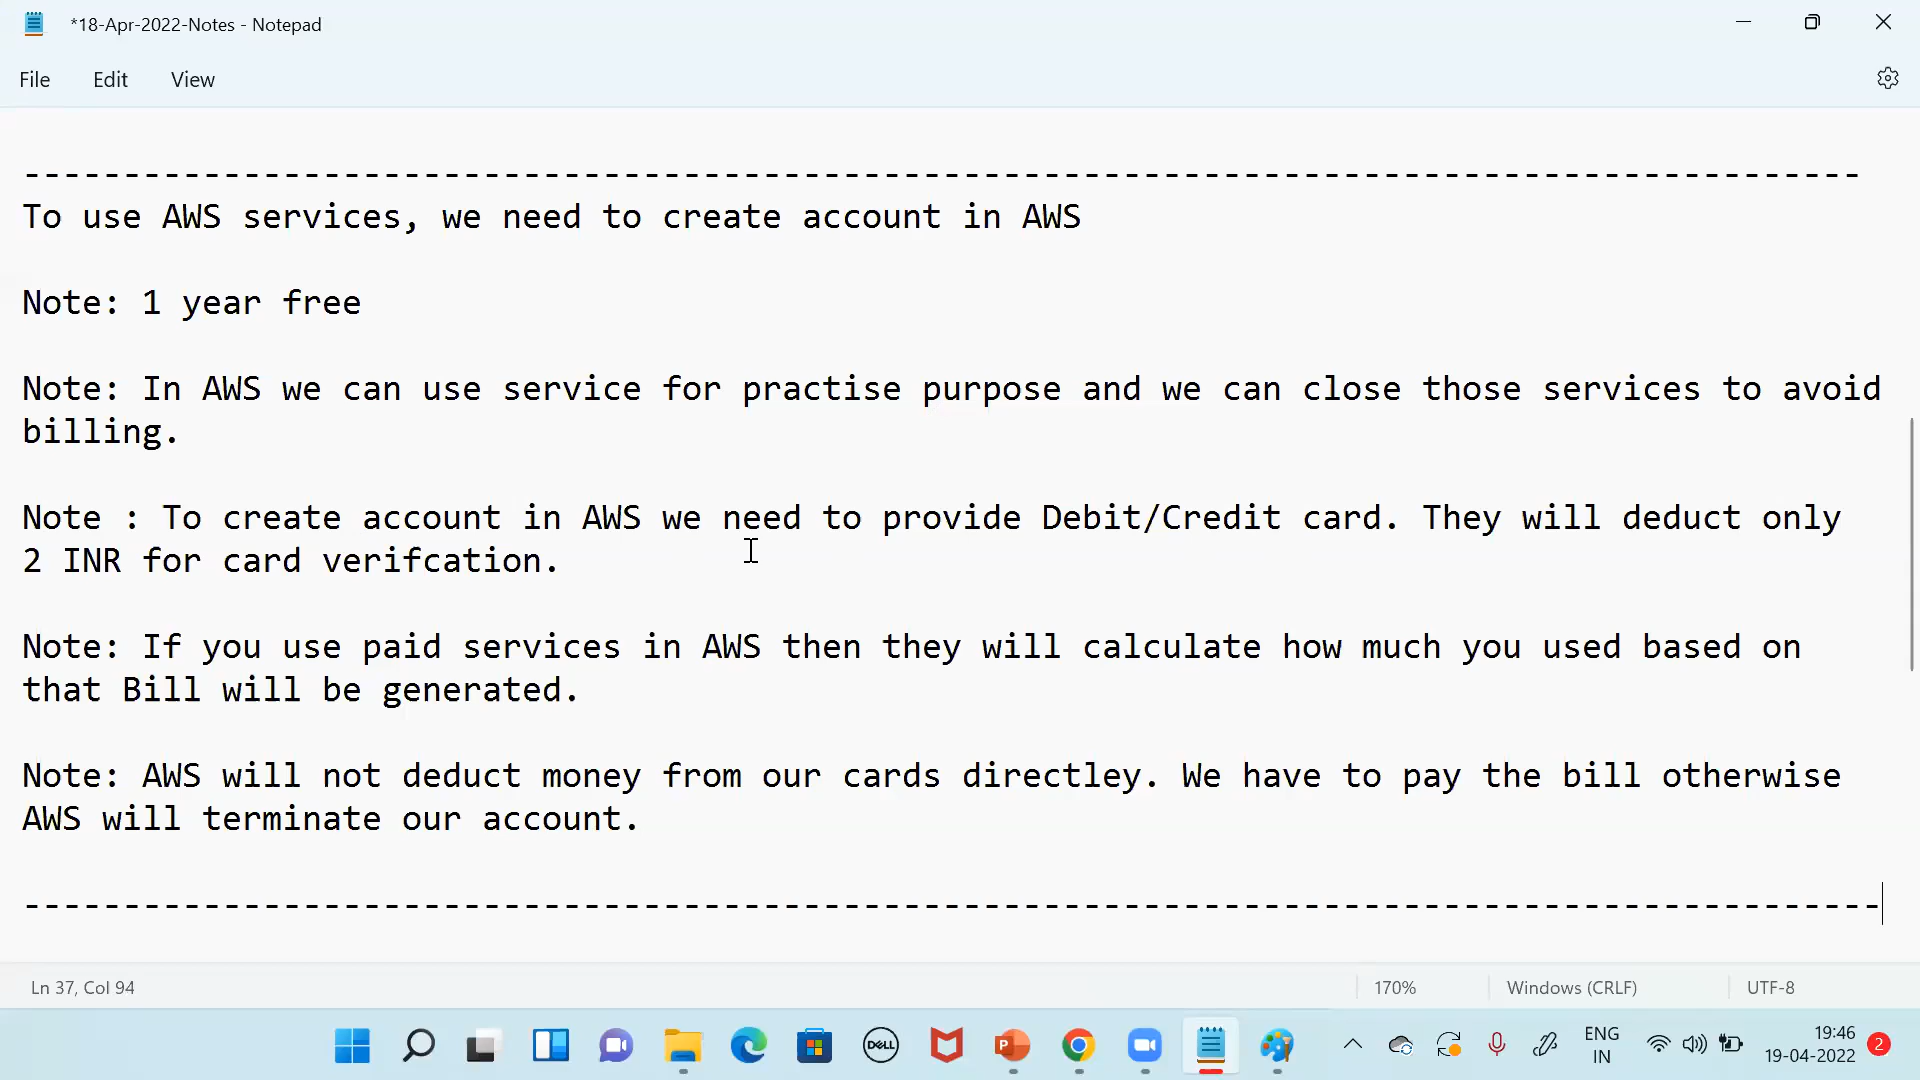 *18-Apr-2022-Notes - Notepad
File Edit View
--------------------------------------------------------------------------------------------
To use AWS services, we need to create account in AWS
Note: 1 year free
Note: In AWS we can use service for practise purpose and we can close those services to avoid
billing.
Note : To create account in AWS we need to provide Debit/Credit card. They will deduct only
2 INR for card verifcation.
Note: If you use paid services in AWS then they will calculate how much you used based on
that Bill will be generated.
Note: AWS will not deduct money from our cards directley. We have to pay the bill otherwise
AWS will terminate our account.
---------------------------------------------------------------------------------------------
Ln 37, Col 94 170% Windows (CRLF) UTF-8
DELL
P
ENG
IN
19:46
19-04-2022
2